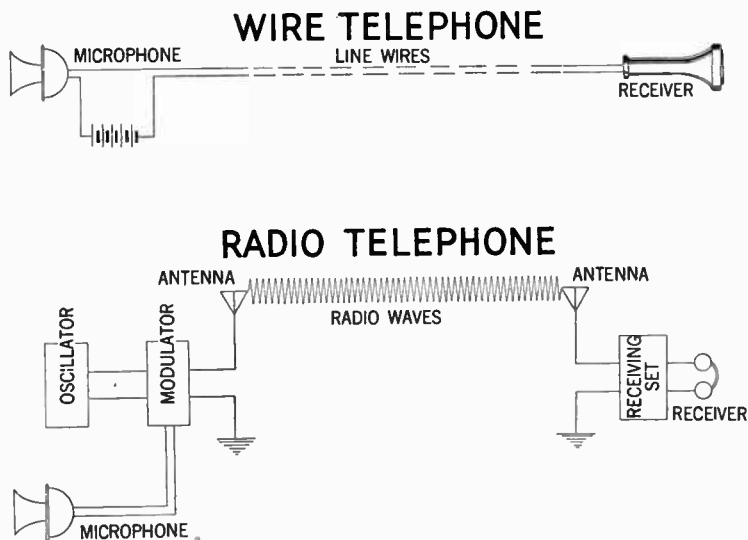 WIRE TELEPHONE
MICROPHONE
LINE WIRES
RECEIVER
RADIO TELEPHONE
ANTENNA
ANTENNA
RADIO WAVES
OSCILLATOR
MODULATOR
RECEIVING
SET
RECEIVER
MICROPHONE